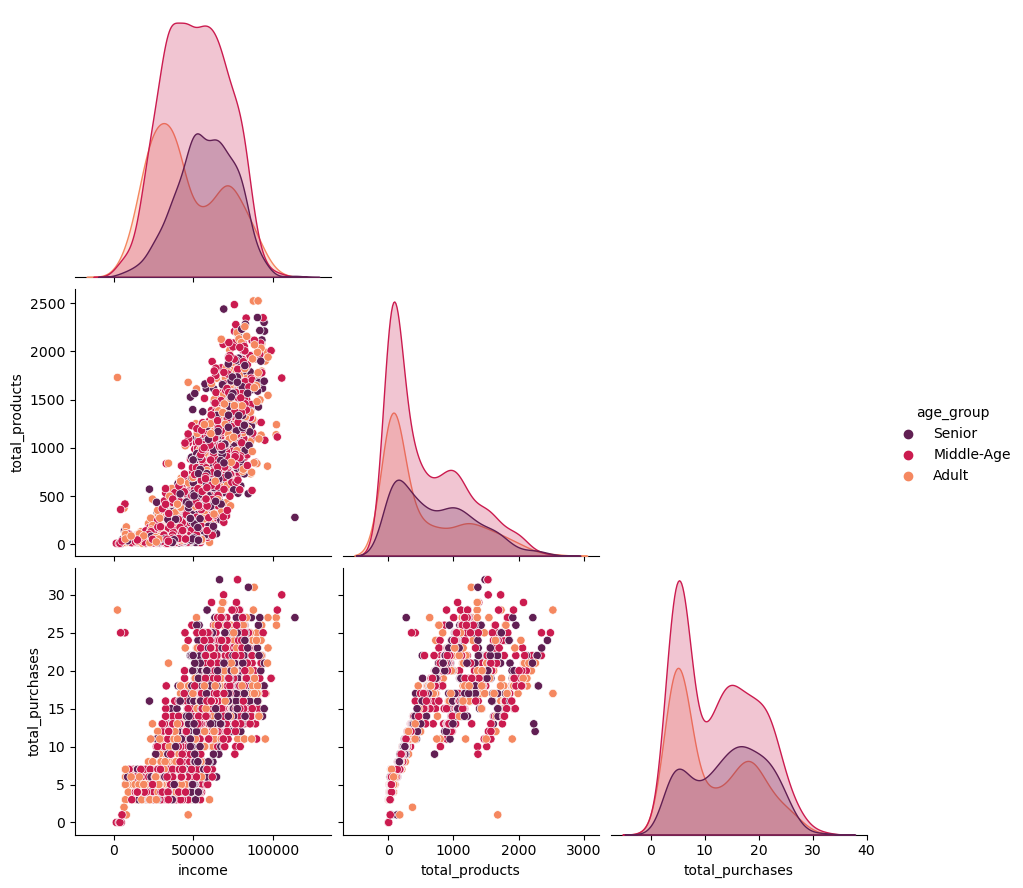 2500
2000
1500
1000
500
0
total_products
age_group
Senior
Middle-Age
Adult
30
25
20
15
10
5
0
total_purchases
0 50000 100000
income
0 1000 2000 3000
total_products
0 10 20 30 40
total_purchases